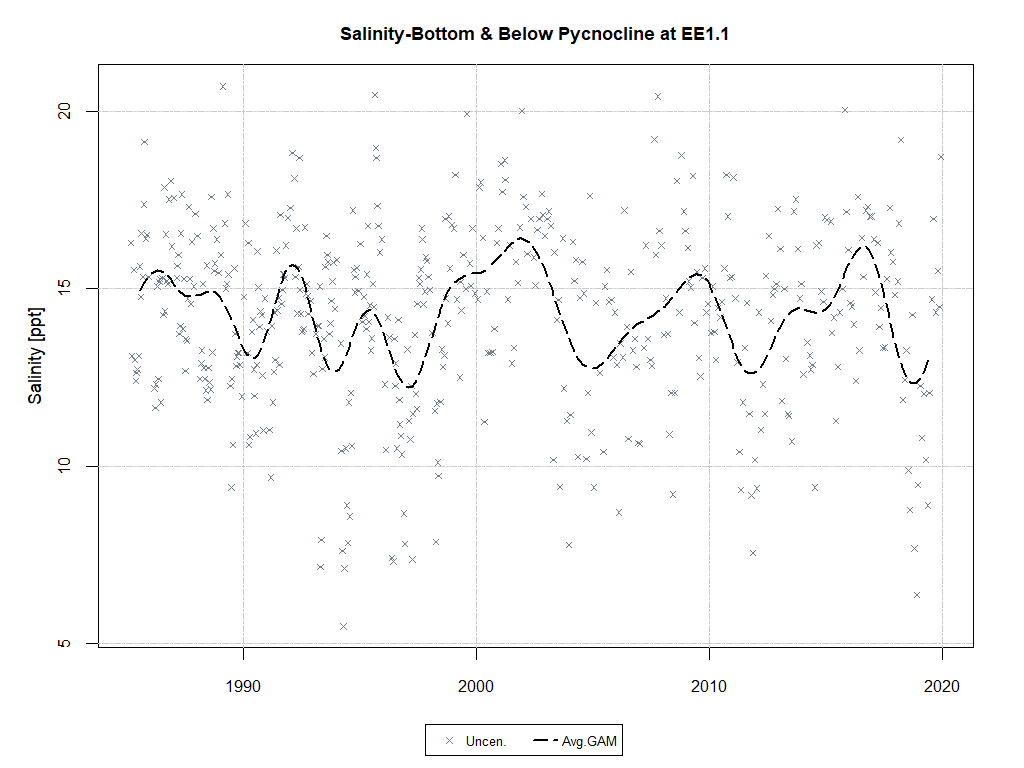 Salinity-Bottom & Below Pycnocline at EE1.1
Salinity [ppt]
20
15
10
5
1990 2000 2010 2020
Uncen. Avg.GAM